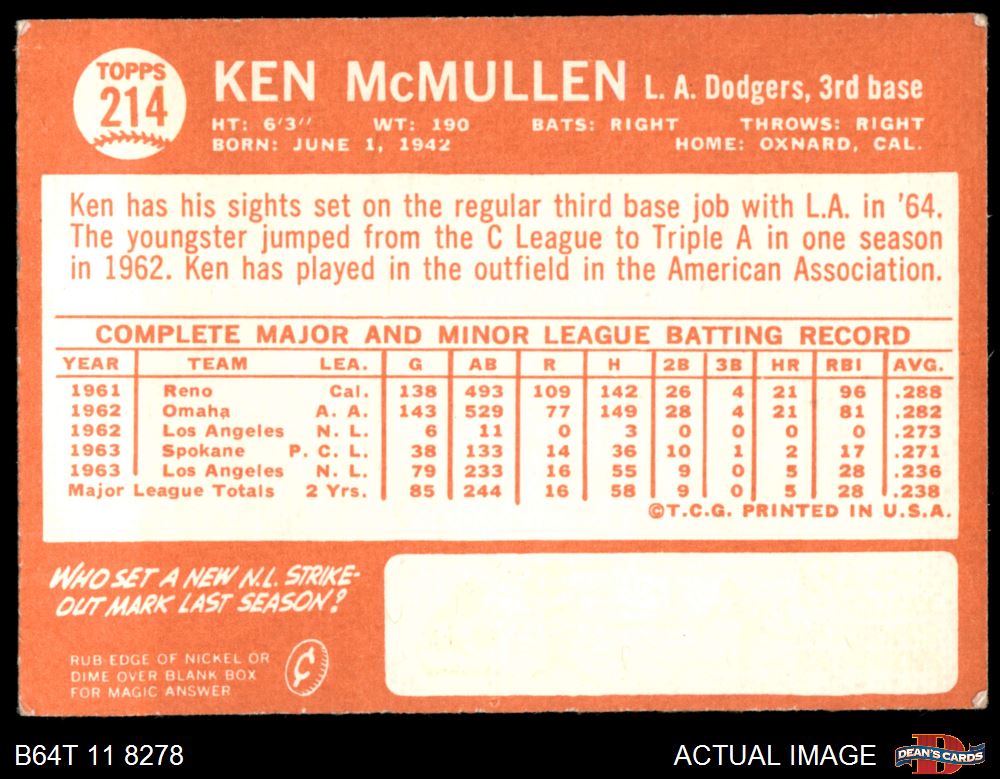 TOPPS
214
KEN McMULLEN L. A. Dodgers, 3rd base
HT: 6'3" WT: 190 BATS: RIGHT THROWS: RIGHT
BORN: JUNE 1, 1942 HOME: OXNARD, CAL.
Ken has his sights set on the regular third base job with L.A. in '64.
The youngster jumped from the C League to Triple A in one season
in 1962. Ken has played in the outfield in the American Association.
COMPLETE MAJOR AND MINOR LEAGUE BATTING RECORD
YEAR TEAM LEA. G AB R H 2B 3B HR RBI AVG.
1961 Reno Cal. 138 493 109 142 26 4 21 96 .288
1962 Omaha A. A. 143 529 77 149 28 4 21 81 .282
1962 Los Angeles N. L. 6 11 0 3 0 0 0 0 .273
1963 Spokane P. C. L. 38 133 14 36 10 1 2 17 .271
1963 Los Angeles N. L. 79 233 16 55 9 0 5 28 .236
Major League Totals 2 Yrs. 85 244 16 58 9 0 5 28 .238
©T.C.G. PRINTED IN U.S.A.
WHO SET A NEW N.L. STRIKE-
OUT MARK LAST SEASON?
RUB EDGE OF NICKEL OR
DIME OVER BLANK BOX
FOR MAGIC ANSWER
¢
B64T 11 8278 ACTUAL IMAGE D DEAN'S CARDS